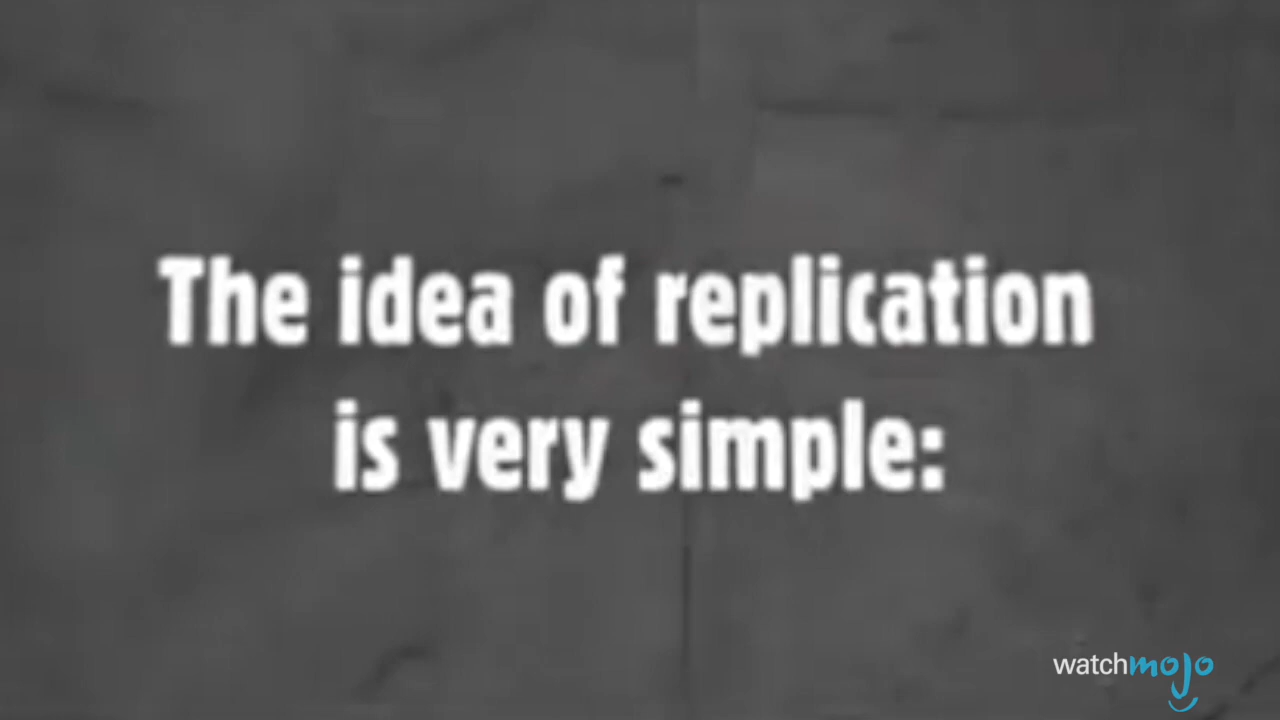 The idea of replication
is very simple:
watchmojo